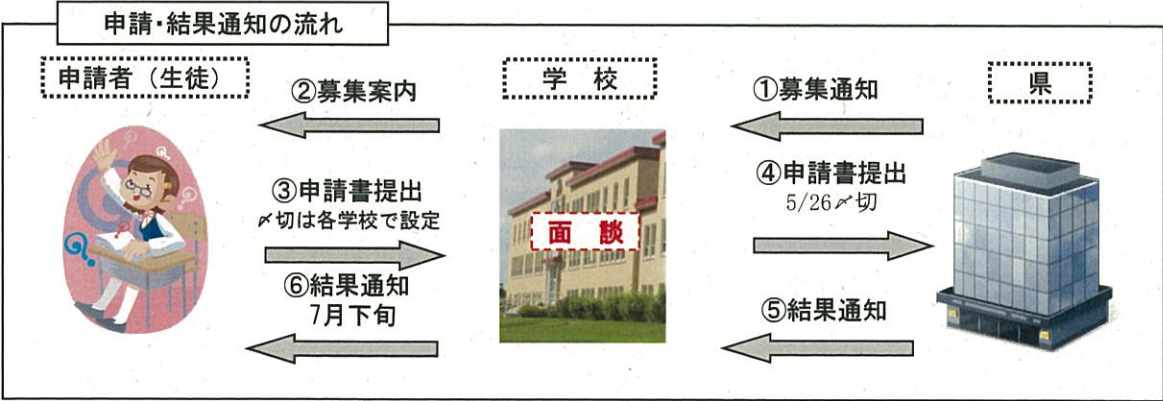 申請・結果通知の流れ
申請者（生徒）
学 校
県
②募集案内
①募集通知
③申請書提出
〆切は各学校で設定
面 談
④申請書提出
5/26〆切
⑥結果通知
7月下旬
⑤結果通知